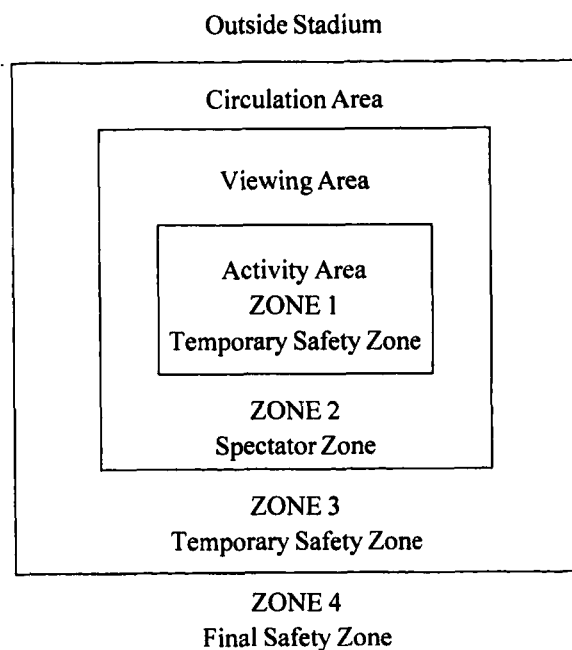 Outside Stadium
Circulation Area
Viewing Area
Activity Area
ZONE 1
Temporary Safety Zone
ZONE 2
Spectator Zone
ZONE 3
Temporary Safety Zone
ZONE 4
Final Safety Zone